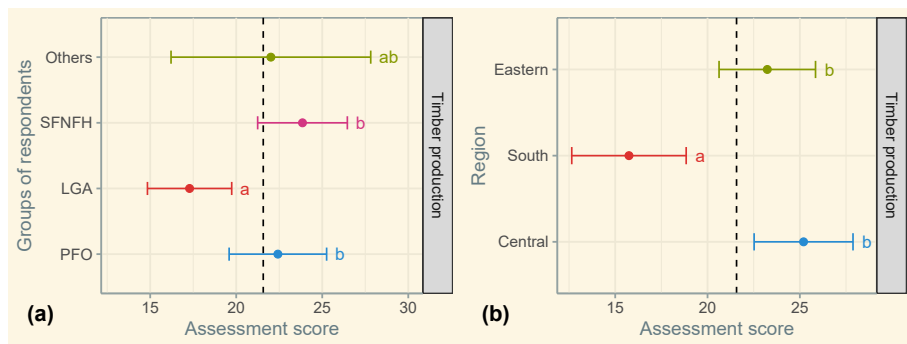 Others
SFNFH
LGA
PFO
Groups of respondents
ab
b
a
b
Timber production
15 20 25 30
Assessment score
(a)
Eastern
South
Central
Region
b
a
b
Timber production
15 20 25
Assessment score
(b)